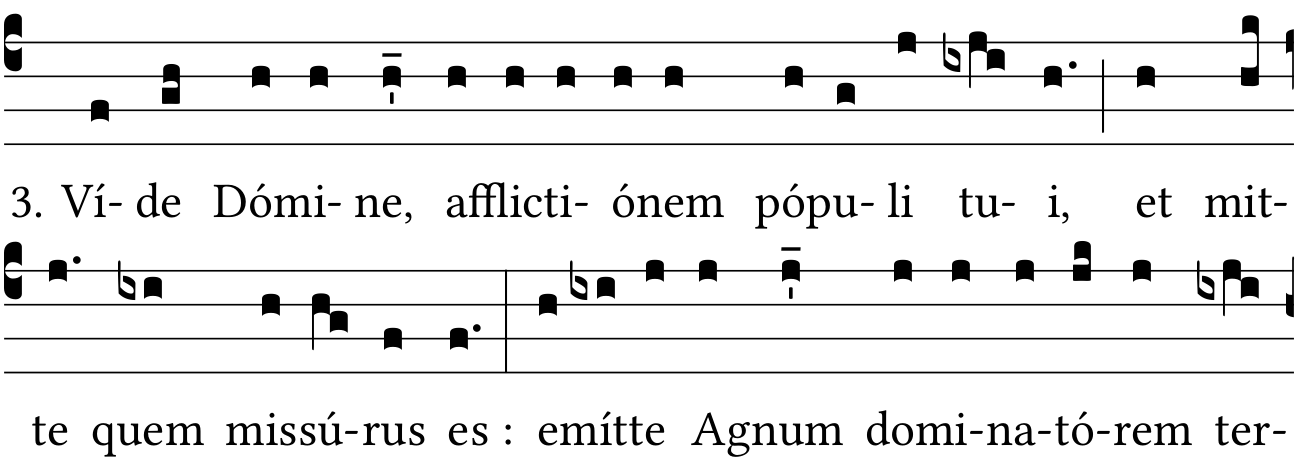 3. Ví- de Dómi- ne, afflicti- ónem pópu- li tu- i, et mit-
te quem missú-rus es : emítte Agnum domi-na-tó-rem ter-